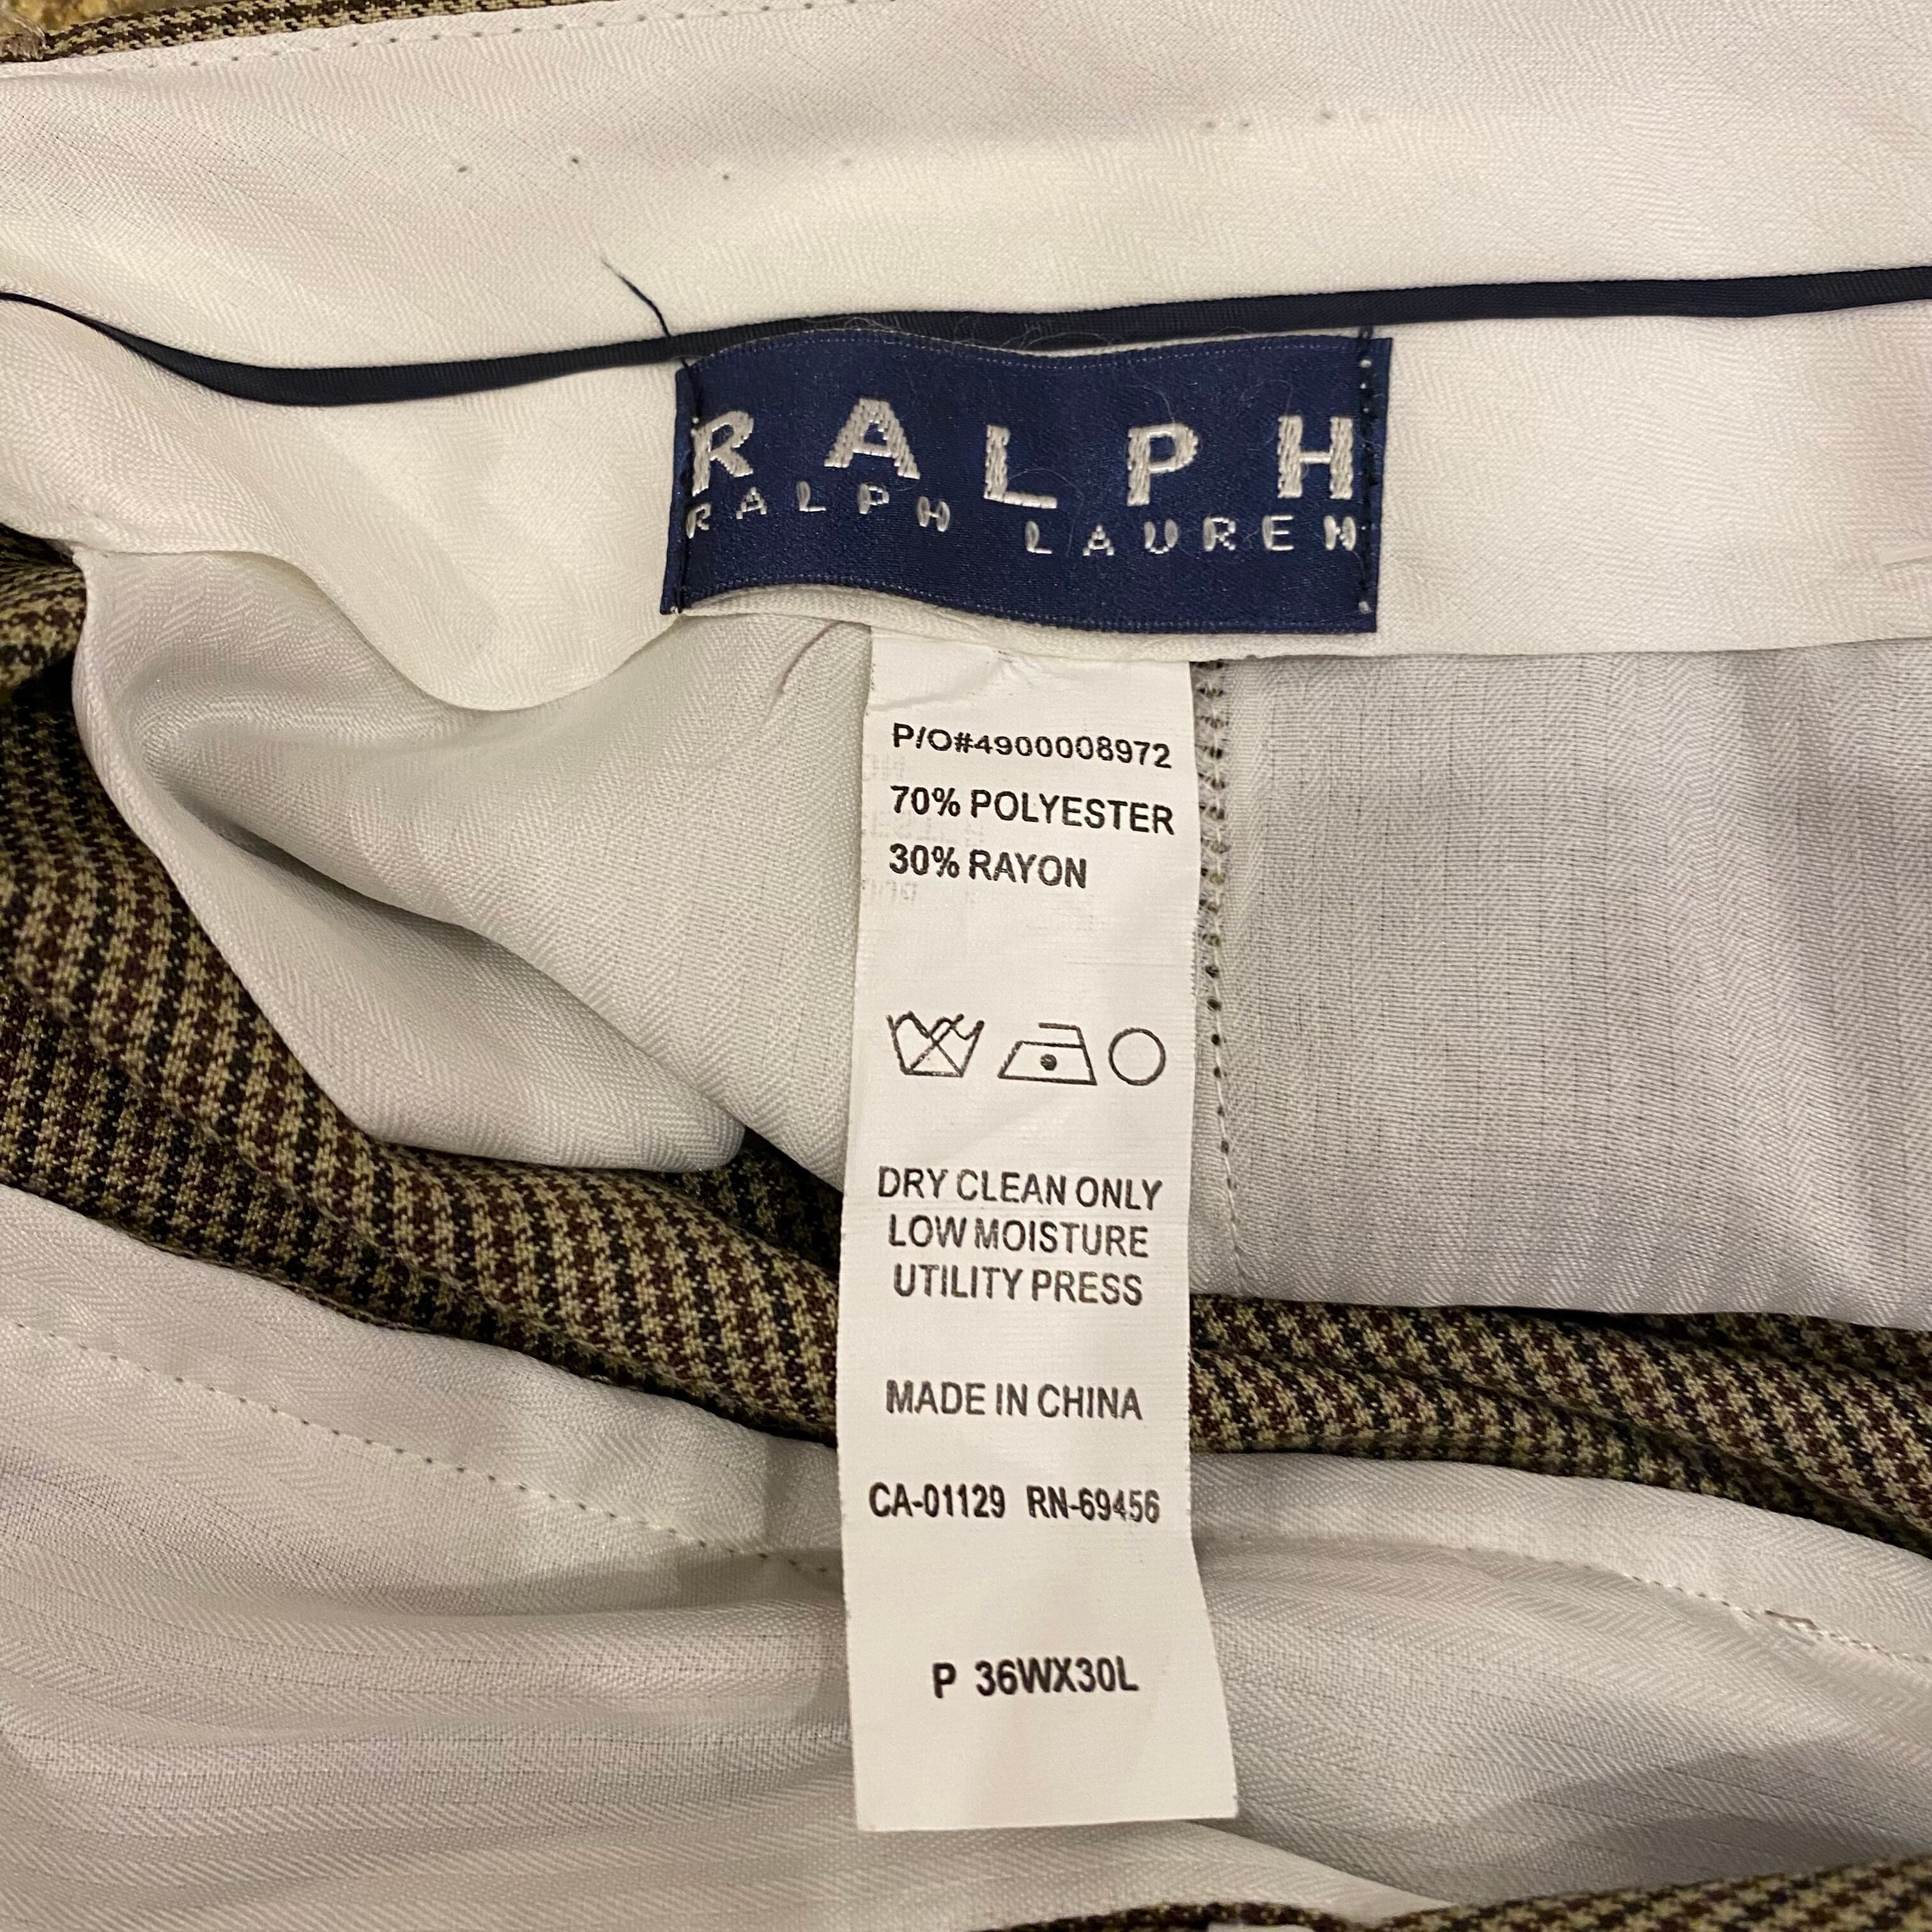 RALPH
RALPH LAUREN
P/O#4900008972
70% POLYESTER
30% RAYON
DRY CLEAN ONLY
LOW MOISTURE
UTILITY PRESS
MADE IN CHINA
CA-01129 RN-69456
P 36WX30L